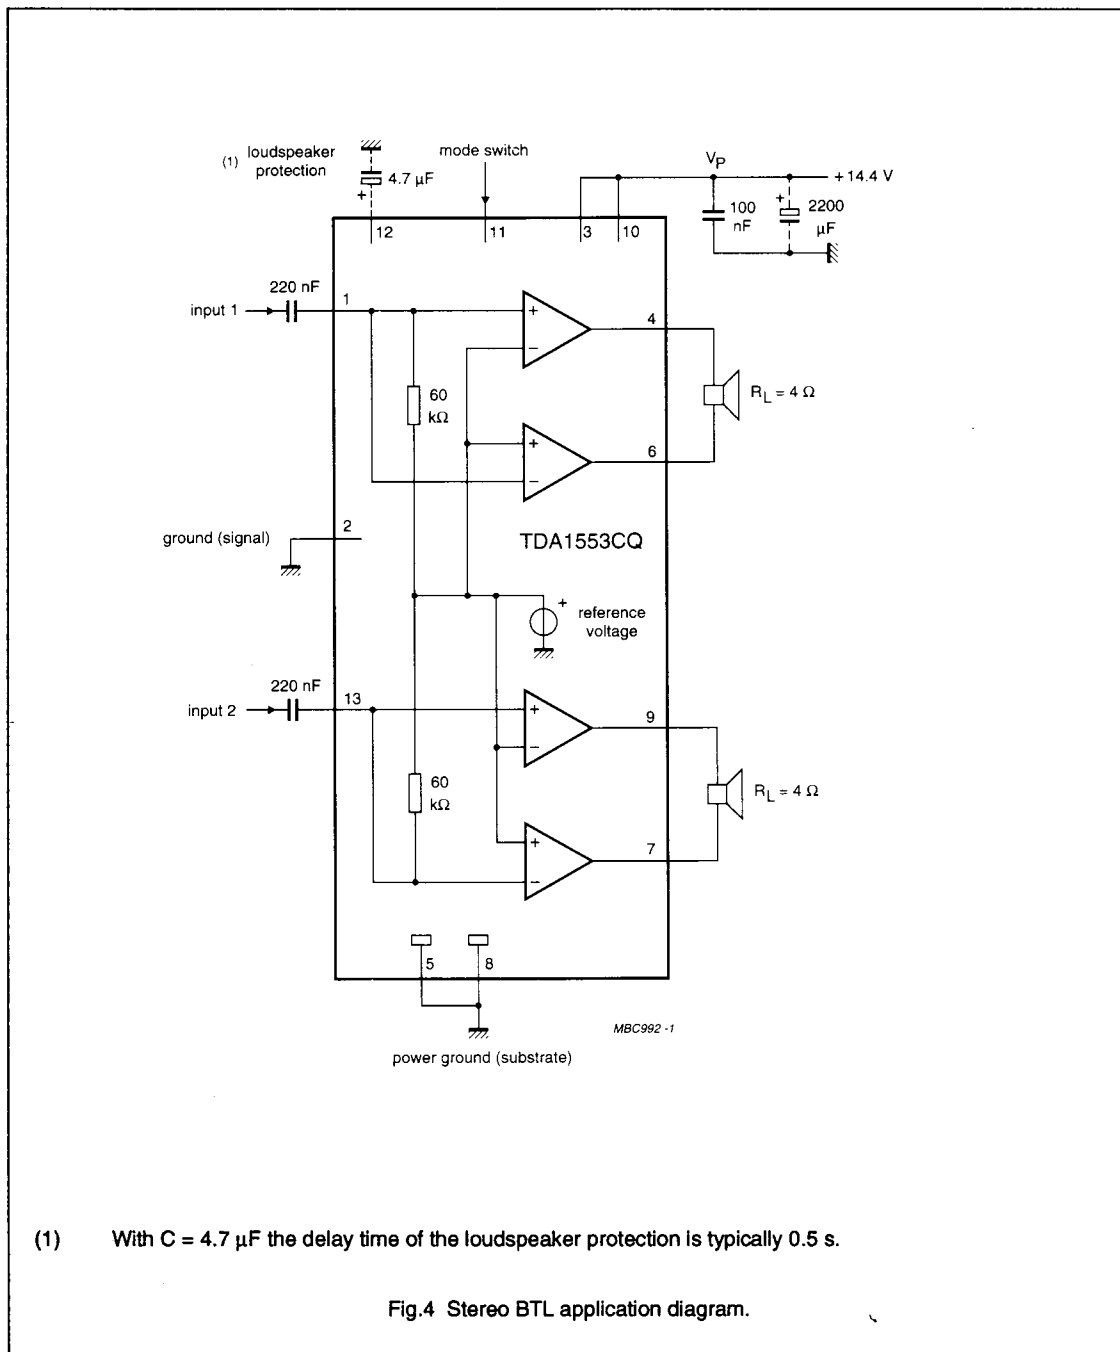 (1) loudspeaker protection
4.7 µF
+
mode switch
VP
+14.4 V
100 nF
+
2200 µF
12
11
3
10
220 nF
input 1
1
+
−
4
60 kΩ
RL = 4 Ω
+
−
6
2
ground (signal)
TDA1553CQ
+
reference voltage
220 nF
input 2
13
+
−
9
60 kΩ
RL = 4 Ω
+
−
7
5
8
MBC992 -1
power ground (substrate)
(1) With C = 4.7 µF the delay time of the loudspeaker protection is typically 0.5 s.
Fig.4 Stereo BTL application diagram.